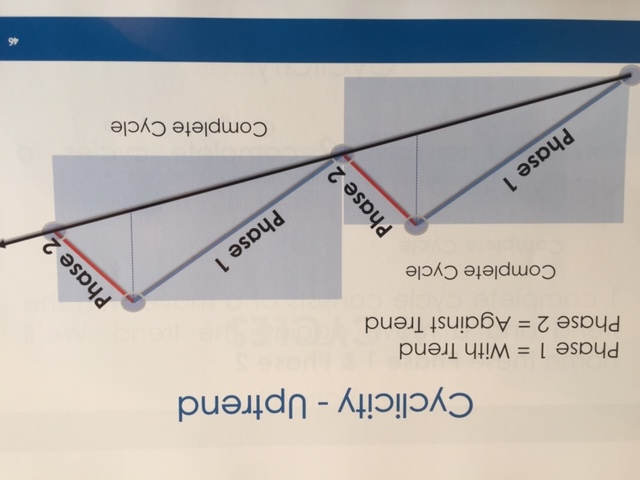 Cyclicity - Uptrend
Phase 1 = With Trend
Phase 2 = Against Trend
Complete Cycle
Phase 1
Phase 2
Phase 1
Phase 2
Complete Cycle
46